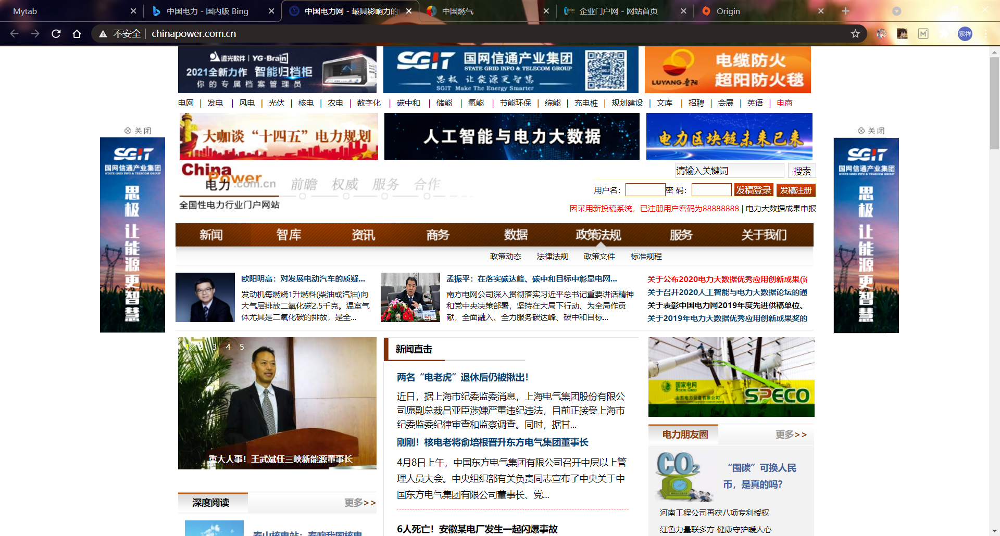 Mytab
中国电力 - 国内版 Bing
中国电力网 - 最具影响力的
中国燃气
企业门户网 - 网站首页
Origin
不安全 chinapower.com.cn
家祥
远光软件 | YG-Brain
2021全新力作 智能归档柜
你的专属档案管理员
SGIT 国网信通产业集团
STATE GRID INFO & TELECOM GROUP
思极 让能源更智慧
SGIT Make The Energy Smarter
LUYANG 鲁阳
电缆防火
超阳防火毯
电网 | 发电 | 风电 | 光伏 | 核电 | 农电 | 数字化 | 碳中和 | 储能 | 氢能 | 节能环保 | 综能 | 充电桩 | 规划建设 | 文库 | 招聘 | 会展 | 英语 | 电商
大咖谈“十四五”电力规划
人工智能与电力大数据
电力区块链未来已来
关闭
关闭
SGIT
国网信通产业集团
STATE GRID INFO & TELECOM GROUP
思极 让能源更智慧
SGIT
国网信通产业集团
STATE GRID INFO & TELECOM GROUP
思极 让能源更智慧
China Power
电力.com.cn
全国性电力行业门户网站
前瞻 权威 服务 合作
请输入关键词 搜索
用户名： 密 码： 发稿登录 发稿注册
因采用新投稿系统，已注册用户密码为88888888 | 电力大数据成果申报
新闻 智库 资讯 商务 数据 政策法规 服务 关于我们
政策动态 法律法规 政策文件 标准规程
欧阳明高：对发展电动汽车的质疑...
发动机每燃烧1升燃料(柴油或汽油)向
大气层排放二氧化碳2.5千克。温室气
体尤其是二氧化碳的排放，是全...
孟振平：在落实碳达峰、碳中和目标中彰显电网...
南方电网公司深入贯彻落实习近平总书记重要讲话精神
和党中央决策部署，坚持在大局下行动、为全局作贡
献，全面融入、全力服务碳达峰、碳中和目标...
关于公布2020电力大数据优秀应用创新成果(论
关于召开2020人工智能与电力大数据论坛的通
关于表彰中国电力网2019年度先进供稿单位、
关于2019年电力大数据优秀应用创新成果奖的
1 2 3 4 5
重大人事！王武斌任三峡新能源董事长
新闻直击
两名“电老虎”退休后仍被揪出！
近日，据上海市纪委监委消息，上海电气集团股份有限公
司原副总裁吕亚臣涉嫌严重违纪违法，目前正接受上海市
纪委监委纪律审查和监察调查。同时，据甘...
刚刚！核电老将俞培根晋升东方电气集团董事长
4月8日上午，中国东方电气集团有限公司召开中层以上管
理人员大会。中央组织部有关负责同志宣布了中央关于中
国东方电气集团有限公司董事长、党...
6人死亡！安徽某电厂发生一起闪爆事故
国家电网
STATE GRID
山东电力设备有限公司
SPECO
电力朋友圈 更多>>
CO2
“囤碳”可换人民
币，是真的吗？
河南工程公司再获八项专利授权
红色力量联多方 健康守护暖人心
深度阅读 更多>>
泰山核电站：奏响我国核电